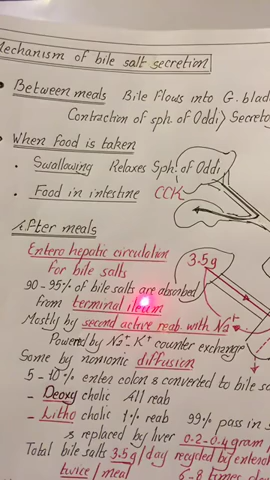 Mechanism of bile salt secretion
• Between meals Bile Flows into G. blad
Contraction of sph. of Oddi > Secreto
• When Food is taken
. Swallowing Relaxes Sph. of Oddi
. Food in intestine CCK
After meals
Entero hepatic circulation
for bile salts
3.5g
90-95% of bile salts are absorbed
from terminal ileum
Mostly by second active reab. with Na+
Powered by Na+. K+ counter exchange
Some by nonionic diffusion
5-10% enter colon & converted to bile sa
- Deoxy cholic All reab
- Litho cholic 1% reab 99% pass in s
& replaced by liver 0.2-0.4 gram/
Total bile salts 3.5g/day recycled by entero
twice/meal 6-8 times da